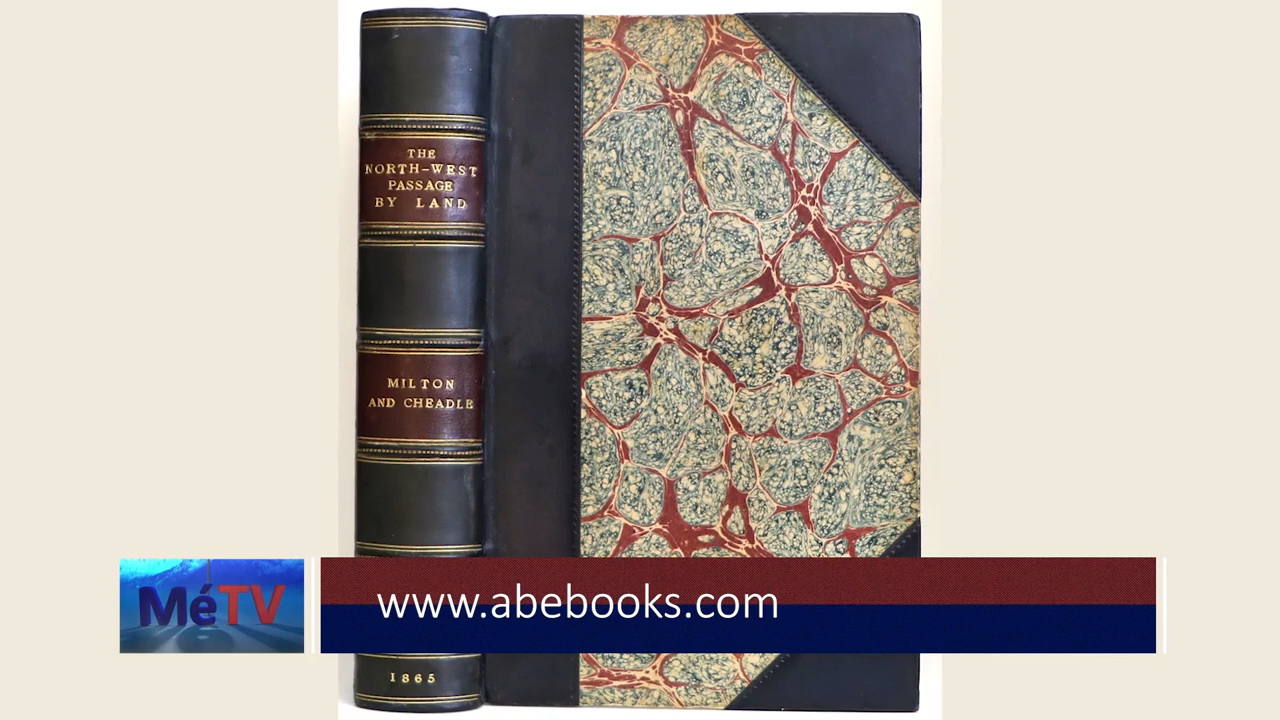 THE
NORTH-WEST
PASSAGE
BY LAND
MILTON
AND CHEADLE
MéTV
www.abebooks.com
1865